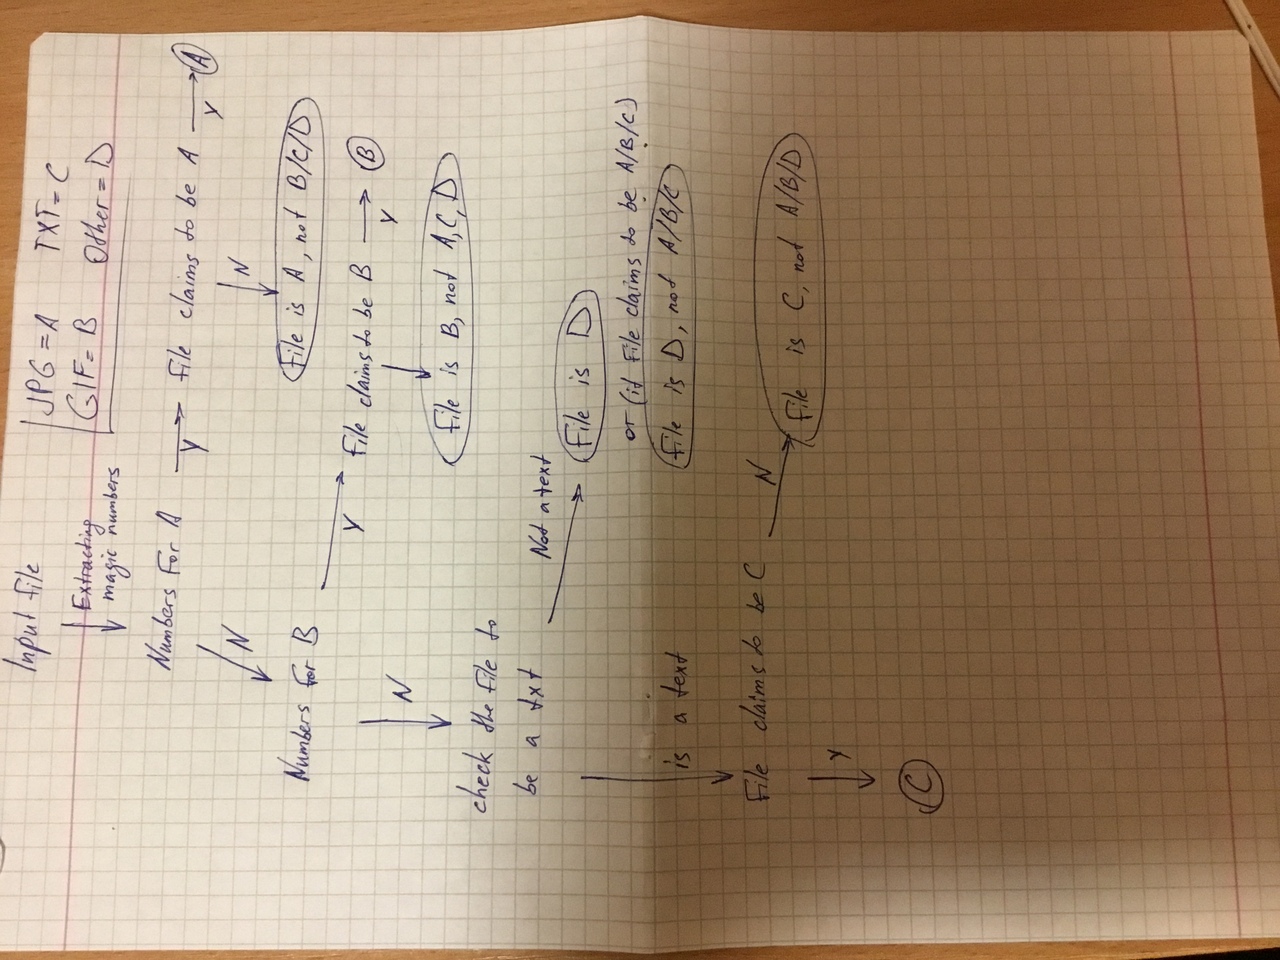 Input file
JPG = A TXT = C
GIF = B Other = D
Extracting
magic numbers
Numbers for A Y File claims to be A Y A
N N
File is A, not B/C/D
Numbers for B
Y File claims to be B Y B
N
File is B, not A, C, D
check the file to
be a txt
Not a text
File is D
or (if file claims to be A/B/C)
File is D, not A/B/C
is a text
File claims to be C N
File is C, not A/B/D
Y
C